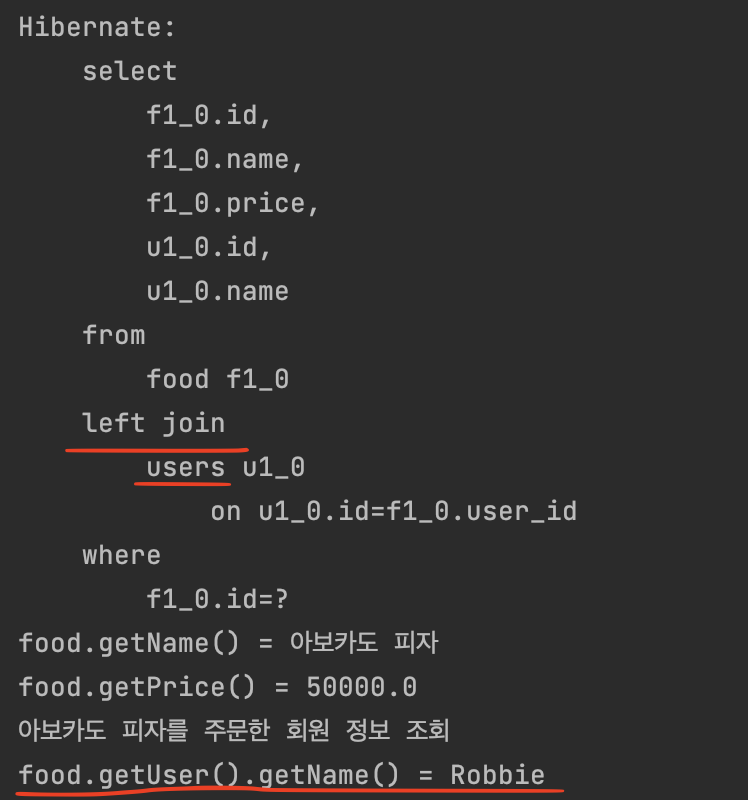 Hibernate:
select
f1_0.id,
f1_0.name,
f1_0.price,
u1_0.id,
u1_0.name
from
food f1_0
left join
users u1_0
on u1_0.id=f1_0.user_id
where
f1_0.id=?
food.getName() = 아보카도 피자
food.getPrice() = 50000.0
아보카도 피자를 주문한 회원 정보 조회
food.getUser().getName() = Robbie